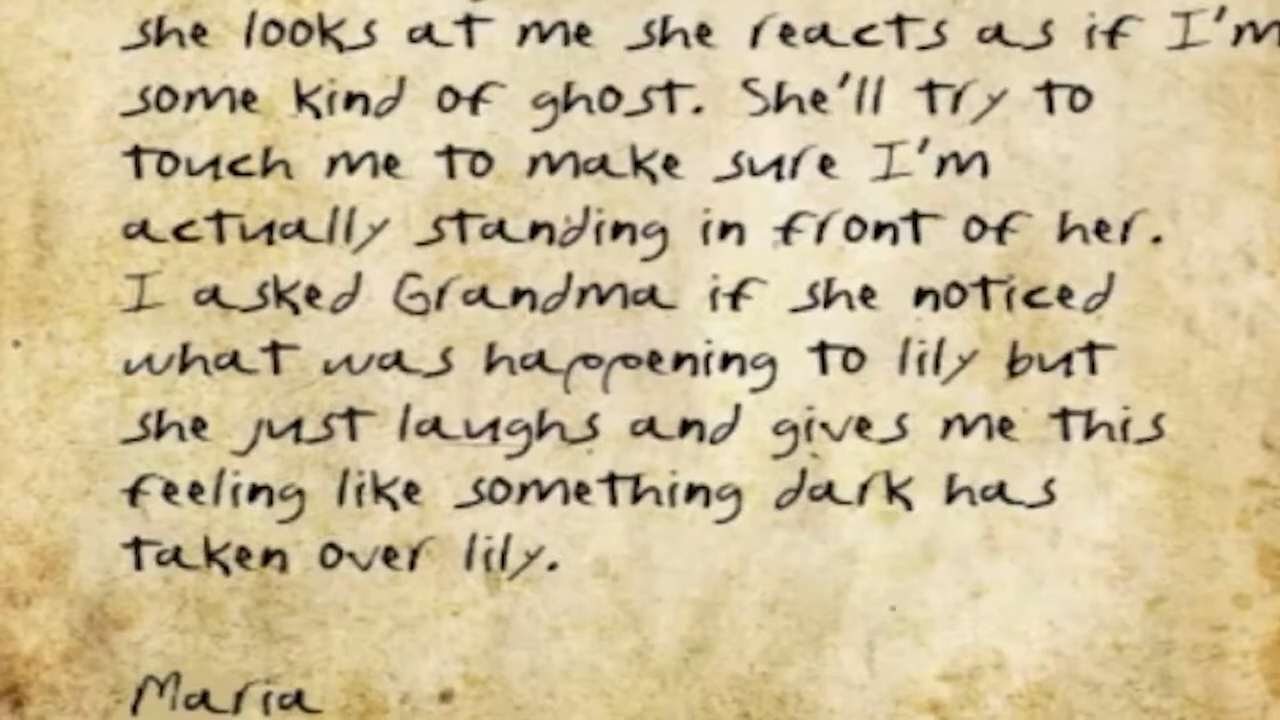 she looks at me she reacts as if I'm
some kind of ghost. She'll try to
touch me to make sure I'm
actually standing in front of her.
I asked Grandma if she noticed
what was happening to lily but
she just laughs and gives me this
feeling like something dark has
taken over lily.
Maria